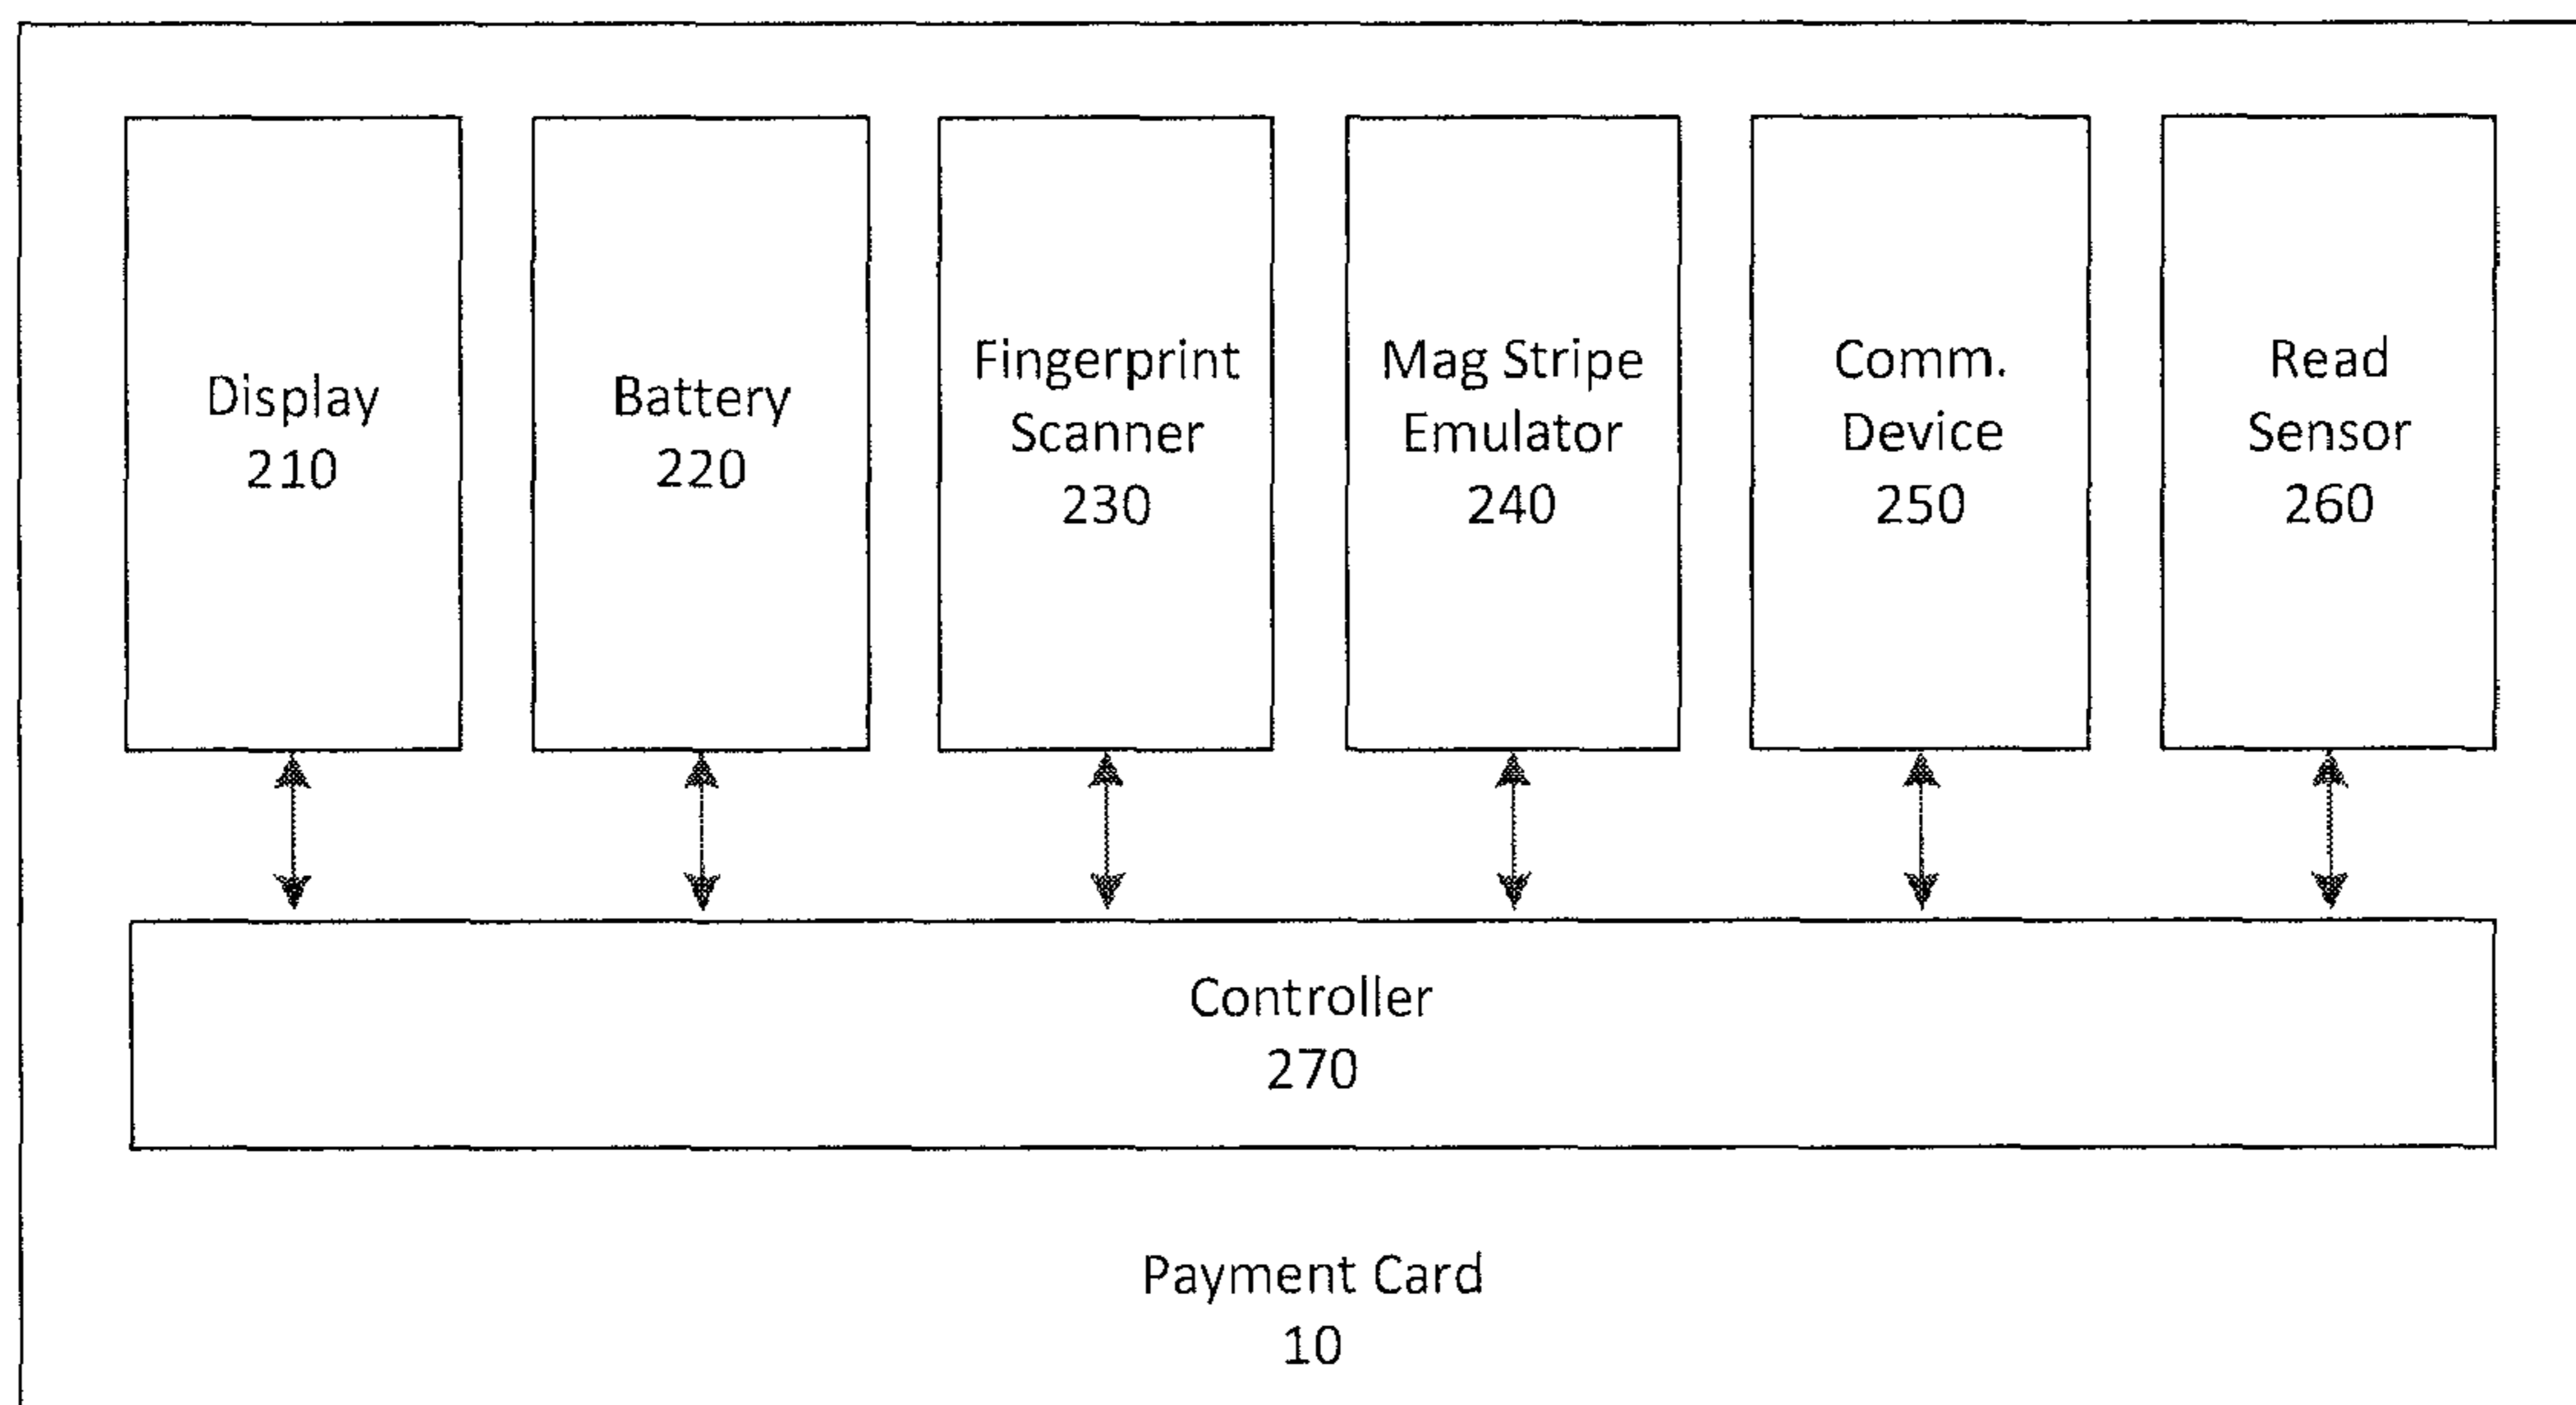 Display
210
Battery
220
Fingerprint
Scanner
230
Mag Stripe
Emulator
240
Comm.
Device
250
Read
Sensor
260
Controller
270
Payment Card
10